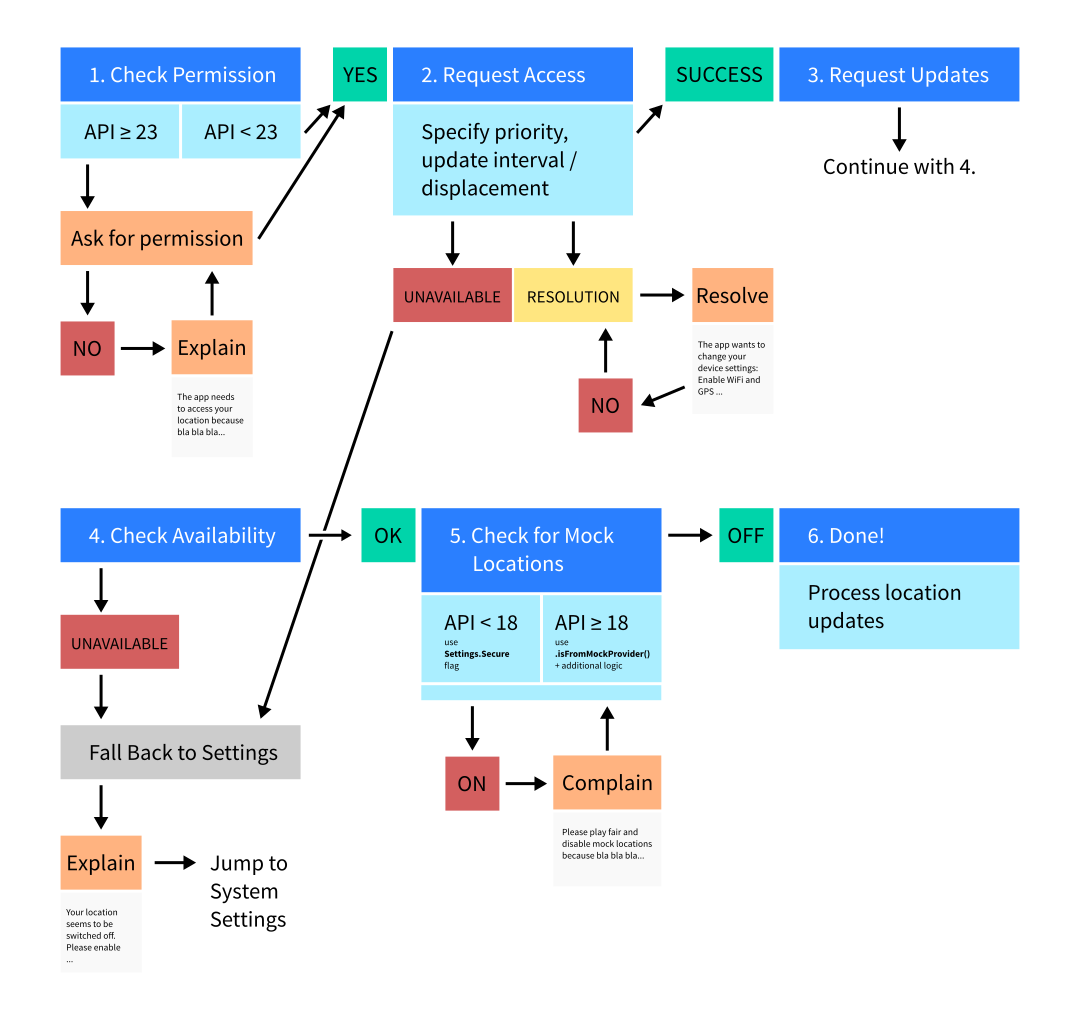 1. Check Permission
YES
2. Request Access
SUCCESS
3. Request Updates
API ≥ 23
API < 23
Specify priority,
update interval /
displacement
Continue with 4.
Ask for permission
UNAVAILABLE
RESOLUTION
Resolve
The app wants to
change your
device settings:
Enable WiFi and
GPS ...
NO
Explain
The app needs
to access your
location because
bla bla bla...
NO
4. Check Availability
OK
5. Check for Mock
Locations
OFF
6. Done!
Process location
updates
API < 18
use
Settings.Secure
flag
API ≥ 18
use
.isFromMockProvider()
+ additional logic
UNAVAILABLE
Fall Back to Settings
ON
Complain
Please play fair and
disable mock locations
because bla bla bla...
Explain
Your location
seems to be
switched off.
Please enable
...
Jump to
System
Settings